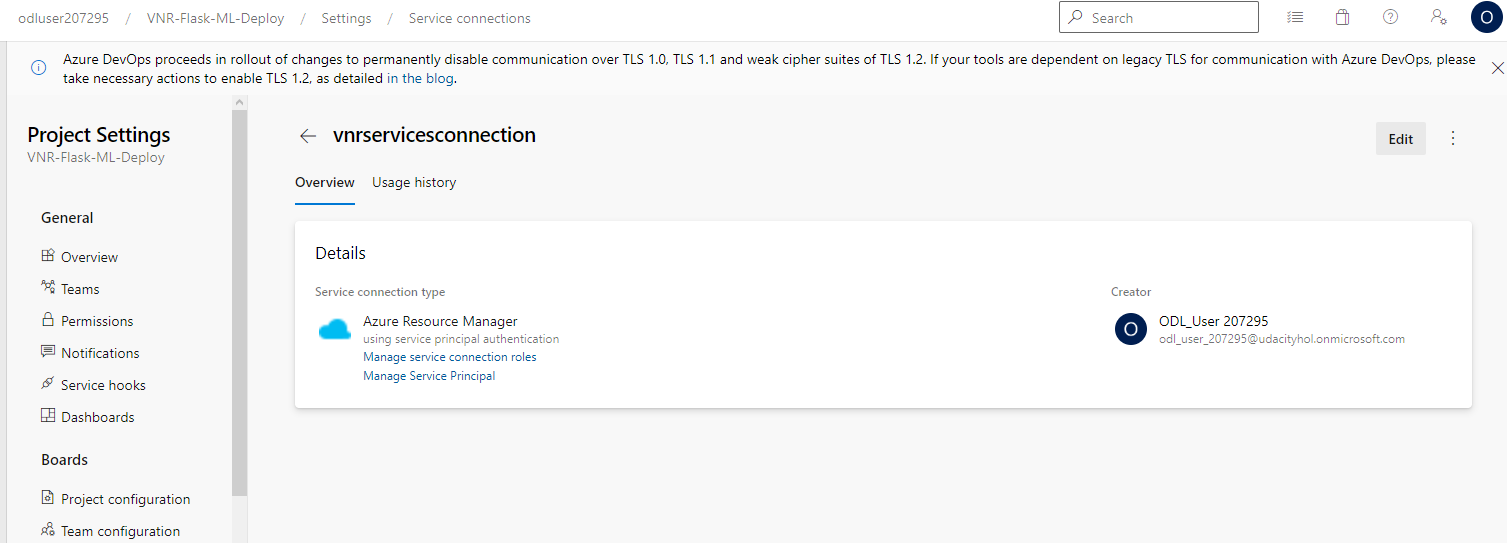 odluser207295 / VNR-Flask-ML-Deploy / Settings / Service connections
Search
O
Azure DevOps proceeds in rollout of changes to permanently disable communication over TLS 1.0, TLS 1.1 and weak cipher suites of TLS 1.2. If your tools are dependent on legacy TLS for communication with Azure DevOps, please
take necessary actions to enable TLS 1.2, as detailed in the blog.
Project Settings
VNR-Flask-ML-Deploy
General
Overview
Teams
Permissions
Notifications
Service hooks
Dashboards
Boards
Project configuration
Team configuration
vnrservicesconnection
Edit
Overview
Usage history
Details
Service connection type
Azure Resource Manager
using service principal authentication
Manage service connection roles
Manage Service Principal
Creator
O
ODL_User 207295
odl_user_207295@udacityhol.onmicrosoft.com